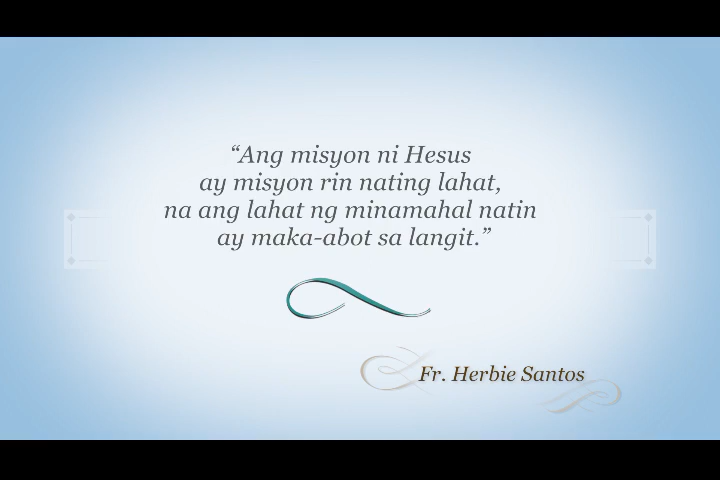 “Ang misyon ni Hesus
ay misyon rin nating lahat,
na ang lahat ng minamahal natin
ay maka-abot sa langit.”
Fr. Herbie Santos